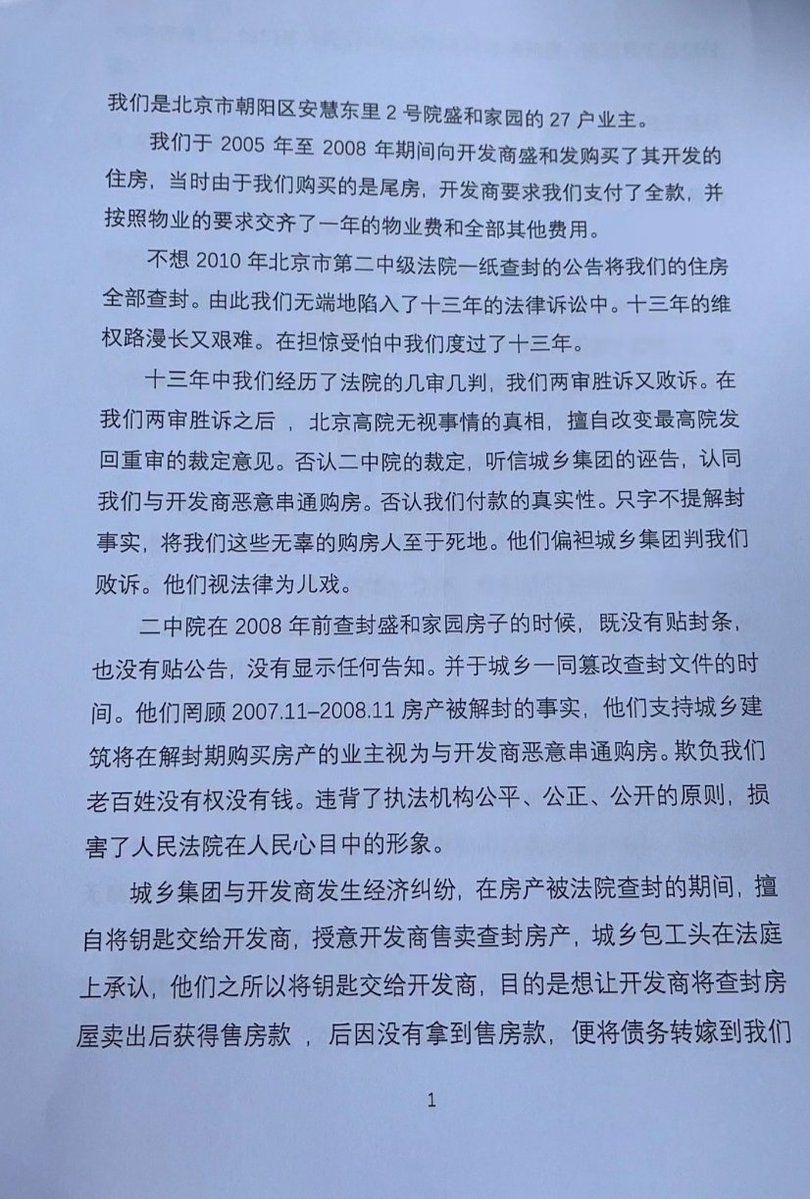 我们是北京市朝阳区安慧东里 2 号院盛和家园的 27 户业主。
我们于 2005 年至 2008 年期间向开发商盛和发购买了其开发的
住房，当时由于我们购买的是尾房，开发商要求我们支付了全款，并
按照物业的要求交齐了一年的物业费和全部其他费用。
不想 2010 年北京市第二中级法院一纸查封的公告将我们的住房
全部查封。由此我们无端地陷入了十三年的法律诉讼中。十三年的维
权路漫长又艰难。在担惊受怕中我们度过了十三年。
十三年中我们经历了法院的几审几判，我们两审胜诉又败诉。在
我们两审胜诉之后 ，北京高院无视事情的真相，擅自改变最高院发
回重审的裁定意见。否认二中院的裁定，听信城乡集团的诬告，认同
我们与开发商恶意串通购房。否认我们付款的真实性。只字不提解封
事实，将我们这些无辜的购房人至于死地。他们偏袒城乡集团判我们
败诉。他们视法律为儿戏。
二中院在 2008 年前查封盛和家园房子的时候，既没有贴封条，
也没有贴公告，没有显示任何告知。并于城乡一同篡改查封文件的时
间。他们罔顾 2007.11–2008.11 房产被解封的事实，他们支持城乡建
筑将在解封期购买房产的业主视为与开发商恶意串通购房。欺负我们
老百姓没有权没有钱。违背了执法机构公平、公正、公开的原则，损
害了人民法院在人民心目中的形象。
城乡集团与开发商发生经济纠纷，在房产被法院查封的期间，擅
自将钥匙交给开发商，授意开发商售卖查封房产，城乡包工头在法庭
上承认，他们之所以将钥匙交给开发商，目的是想让开发商将查封房
屋卖出后获得售房款 ，后因没有拿到售房款，便将债务转嫁到我们
1